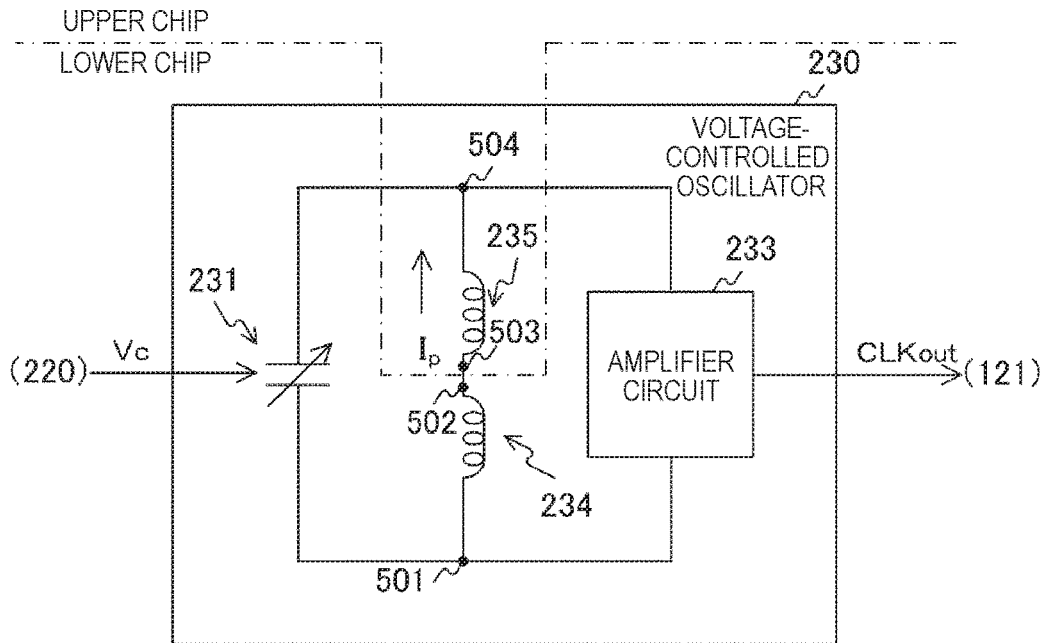 UPPER CHIP
LOWER CHIP
230
VOLTAGE-
CONTROLLED
OSCILLATOR
504
235
233
231
Ip
503
(220)
Vc
AMPLIFIER
CIRCUIT
CLKout
(121)
502
234
501